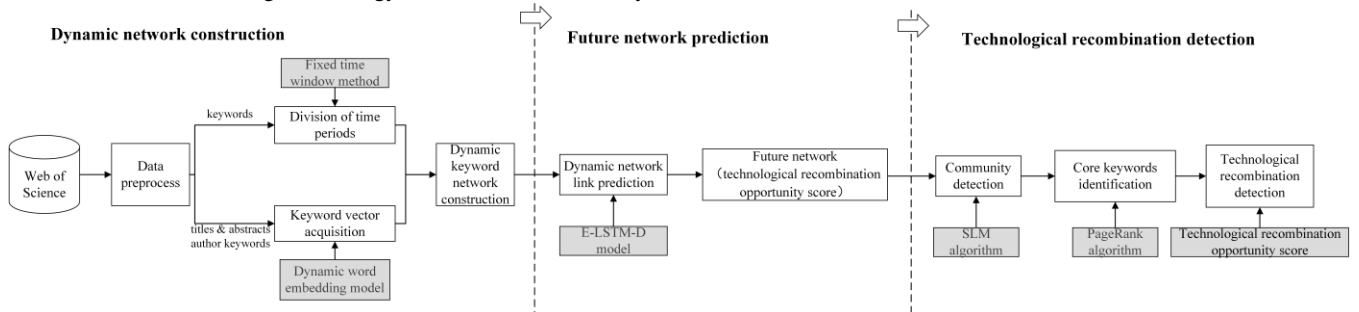 Dynamic network construction
Future network prediction
Technological recombination detection
Fixed time
window method
keywords
Division of time
periods
Web of
Science
Data
preprocess
titles & abstracts
author keywords
Keyword vector
acquisition
Dynamic word
embedding model
Dynamic
keyword
network
construction
Dynamic network
link prediction
E-LSTM-D
model
Future network
(technological recombination
opportunity score)
Community
detection
SLM
algorithm
Core keywords
identification
PageRank
algorithm
Technological
recombination
detection
Technological recombination
opportunity score